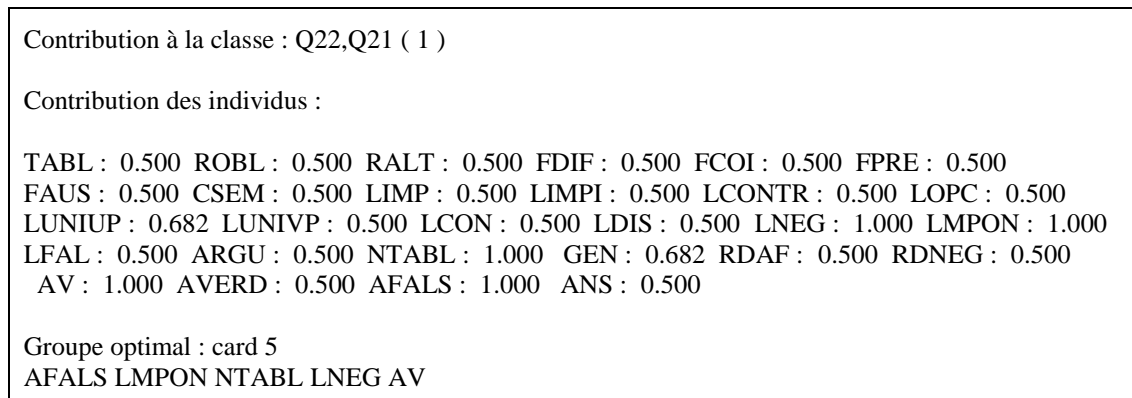 Contribution à la classe : Q22,Q21 ( 1 )
Contribution des individus :
TABL : 0.500 ROBL : 0.500 RALT : 0.500 FDIF : 0.500 FCOI : 0.500 FPRE : 0.500
FAUS : 0.500 CSEM : 0.500 LIMP : 0.500 LIMPI : 0.500 LCONTR : 0.500 LOPC : 0.500
LUNIUP : 0.682 LUNIVP : 0.500 LCON : 0.500 LDIS : 0.500 LNEG : 1.000 LMPON : 1.000
LFAL : 0.500 ARGU : 0.500 NTABL : 1.000 GEN : 0.682 RDAF : 0.500 RDNEG : 0.500
AV : 1.000 AVERD : 0.500 AFALS : 1.000 ANS : 0.500
Groupe optimal : card 5
AFALS LMPON NTABL LNEG AV